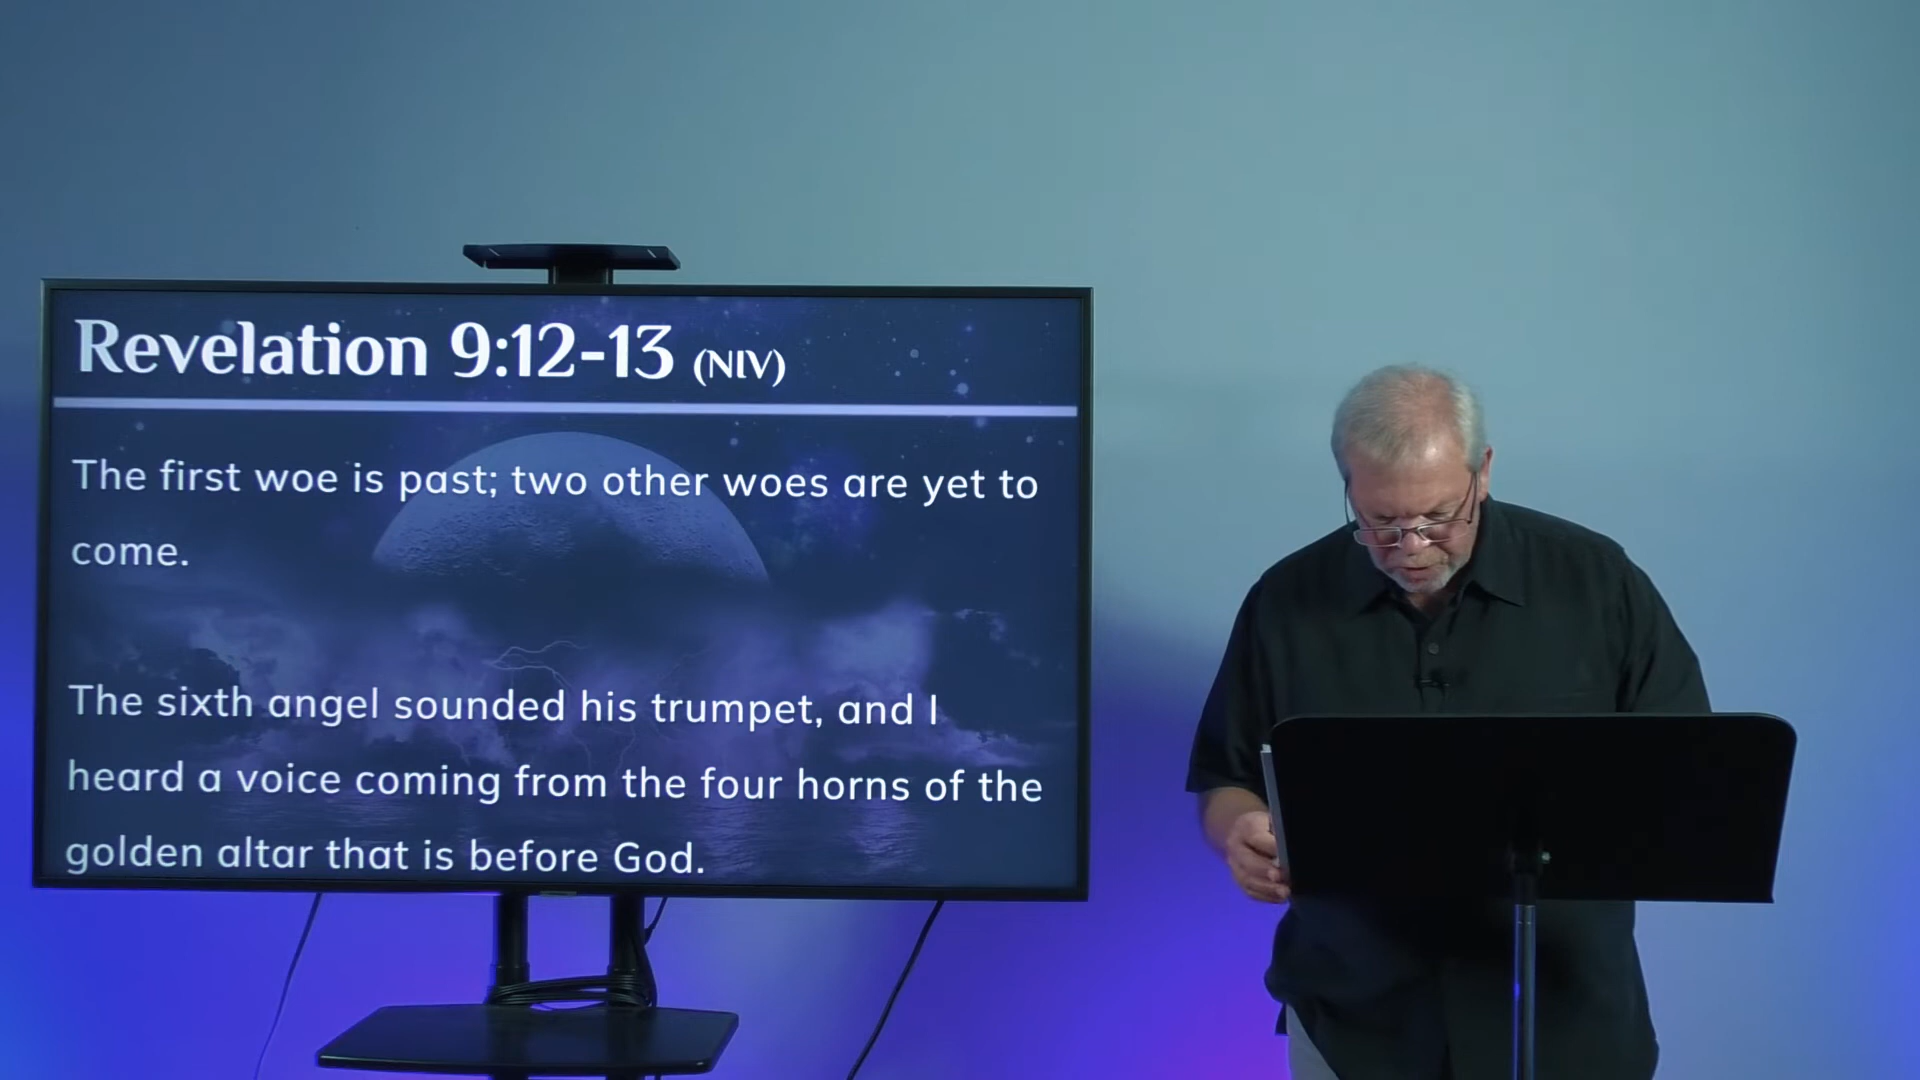 Revelation 9:12-13 (NIV)
The first woe is past; two other woes are yet to
come.
The sixth angel sounded his trumpet, and I
heard a voice coming from the four horns of the
golden altar that is before God.